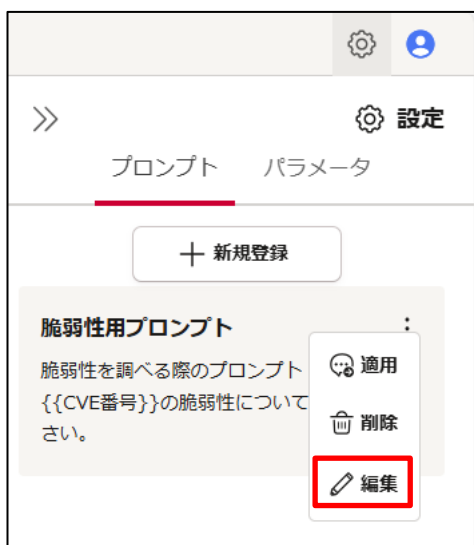 設定
プロンプト パラメータ
新規登録
脆弱性用プロンプト
脆弱性を調べる際のプロンプト
{{CVE番号}}の脆弱性について
さい。
適用
削除
編集